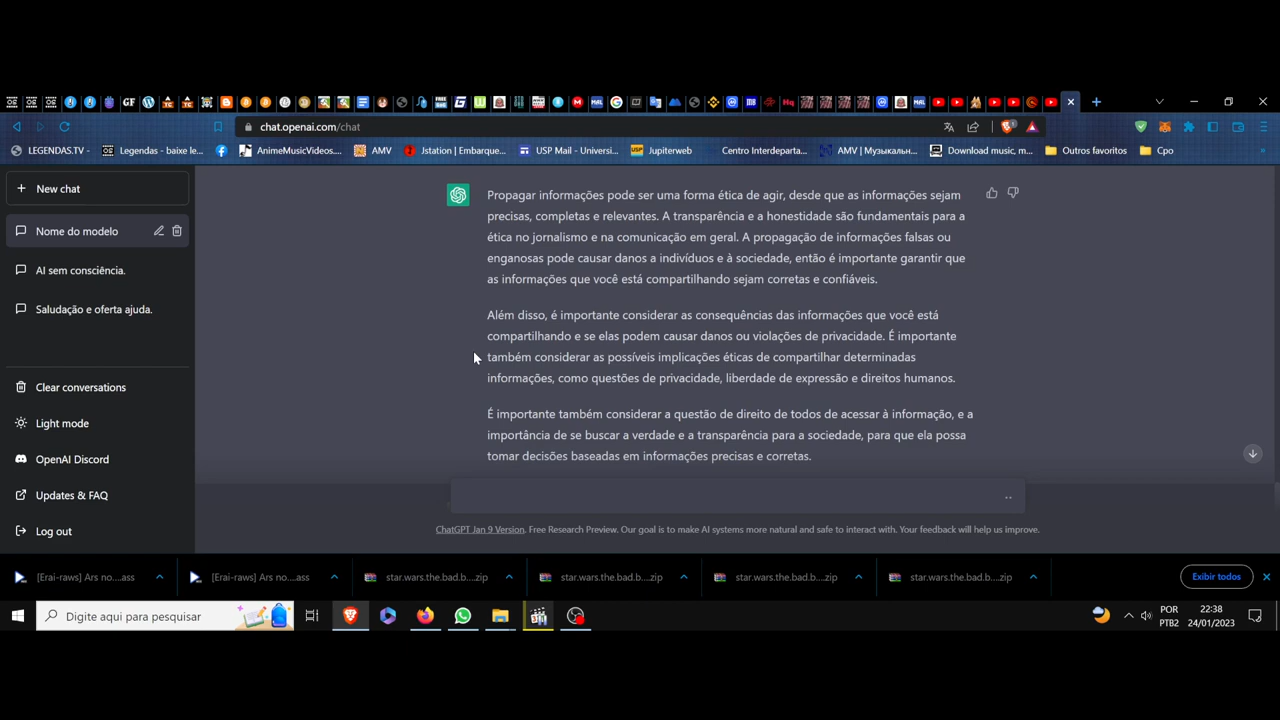 chat.openai.com/chat
LEGENDAS.TV -
Legendas - baixe le...
AnimeMusicVideos....
AMV
Jstation | Embarque...
USP Mail - Universi...
Jupiterweb
Centro Interdeparta...
AMV | Музыкальн...
Download music, m...
Outros favoritos
Cpo
New chat
Nome do modelo
AI sem consciência.
Saludação e oferta ajuda.
Clear conversations
Light mode
OpenAI Discord
Updates & FAQ
Log out
Propagar informações pode ser uma forma ética de agir, desde que as informações sejam
precisas, completas e relevantes. A transparência e a honestidade são fundamentais para a
ética no jornalismo e na comunicação em geral. A propagação de informações falsas ou
enganosas pode causar danos a indivíduos e à sociedade, então é importante garantir que
as informações que você está compartilhando sejam corretas e confiáveis.
Além disso, é importante considerar as consequências das informações que você está
compartilhando e se elas podem causar danos ou violações de privacidade. É importante
também considerar as possíveis implicações éticas de compartilhar determinadas
informações, como questões de privacidade, liberdade de expressão e direitos humanos.
É importante também considerar a questão de direito de todos de acessar à informação, e a
importância de se buscar a verdade e a transparência para a sociedade, para que ela possa
tomar decisões baseadas em informações precisas e corretas.
ChatGPT Jan 9 Version. Free Research Preview. Our goal is to make AI systems more natural and safe to interact with. Your feedback will help us improve.
[Erai-raws] Ars no....ass
[Erai-raws] Ars no....ass
star.wars.the.bad.b....zip
star.wars.the.bad.b....zip
star.wars.the.bad.b....zip
star.wars.the.bad.b....zip
Exibir todos
Digite aqui para pesquisar
POR
PTB2
22:38
24/01/2023